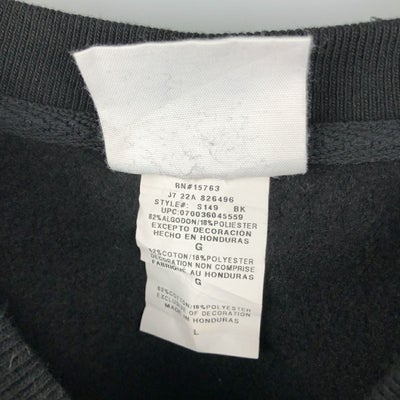 RN#15763
J7 22A 826496
STYLE#: S149 BK
UPC:070036045559
82%ALGODON/18%POLIESTER
EXCEPTO DECORACION
HECHO EN HONDURAS
G
82%COTON/18%POLYESTER
DECORATION NON COMPRISE
FABRIQUE AU HONDURAS
G
82%COTTON/18%POLYESTER
EXCLUSIVE OF DECORATION
MADE IN HONDURAS
L